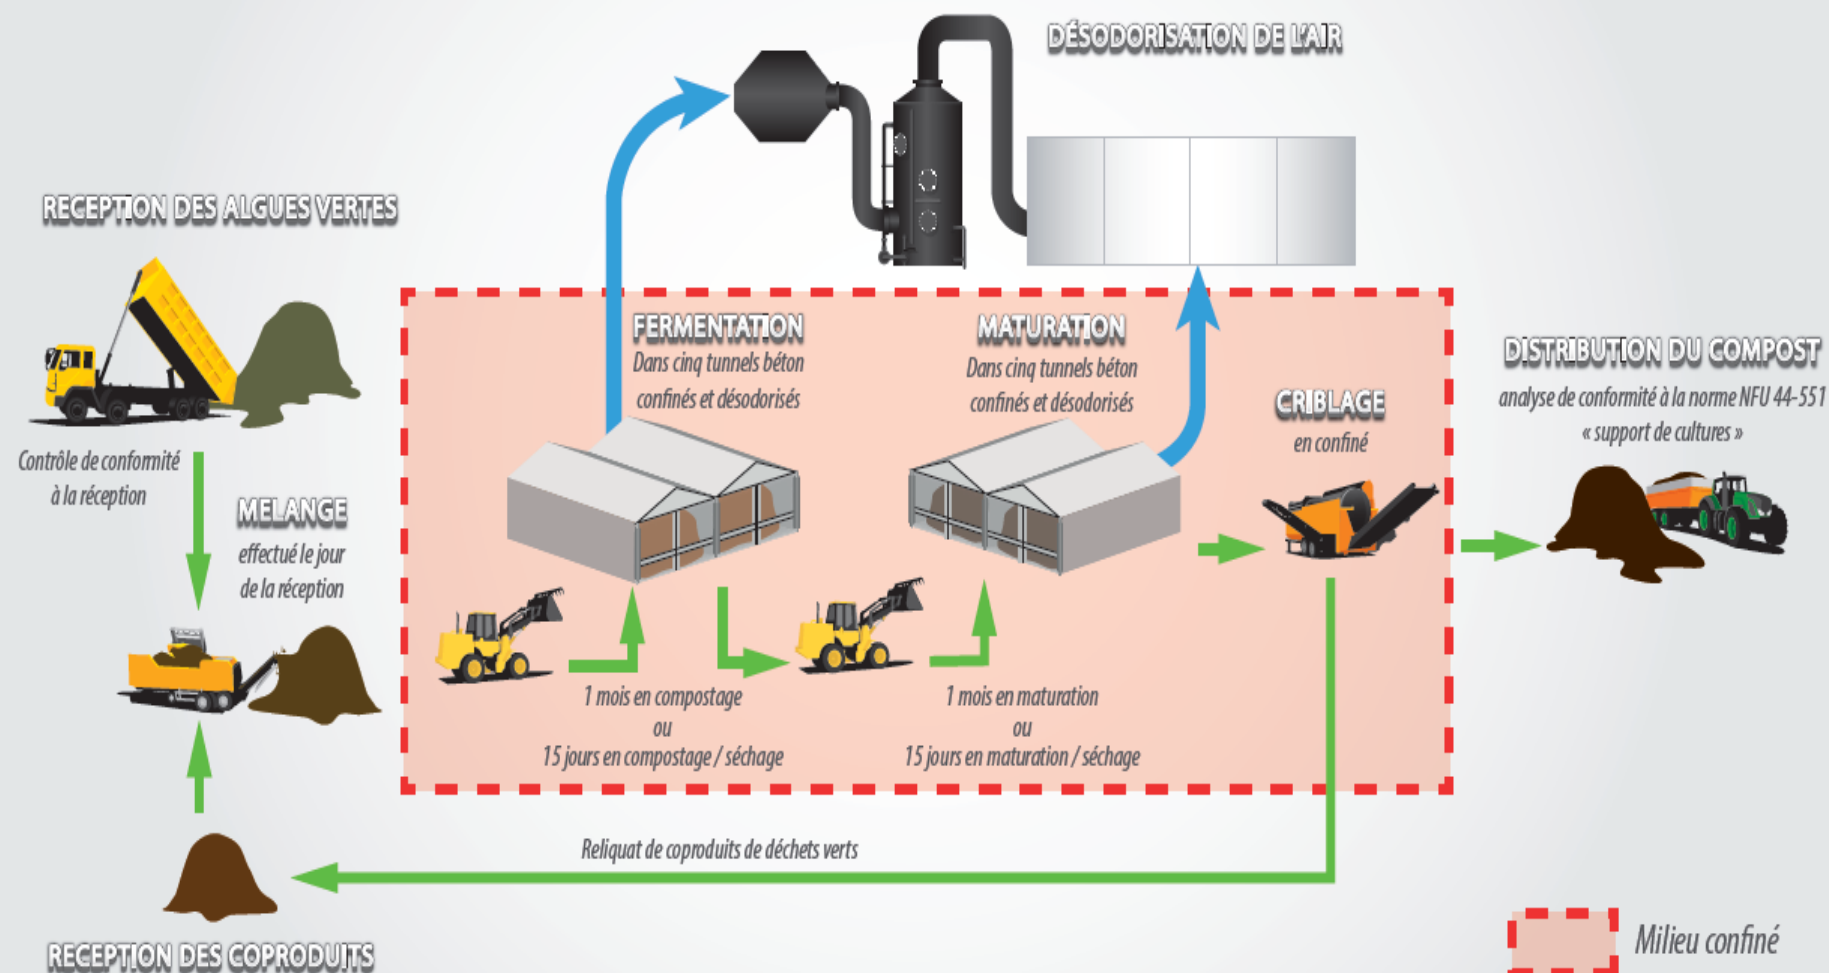 DÉSODORISATION DE L'AIR
RECEPTION DES ALGUES VERTES
Contrôle de conformité
à la réception
MELANGE
effectué le jour
de la réception
FERMENTATION
Dans cinq tunnels béton
confinés et désodorisés
MATURATION
Dans cinq tunnels béton
confinés et désodorisés
CRIBLAGE
en confiné
DISTRIBUTION DU COMPOST
analyse de conformité à la norme NFU 44-551
« support de cultures »
1 mois en compostage
ou
15 jours en compostage / séchage
1 mois en maturation
ou
15 jours en maturation / séchage
Reliquat de coproduits de déchets verts
RECEPTION DES COPRODUITS
Milieu confiné